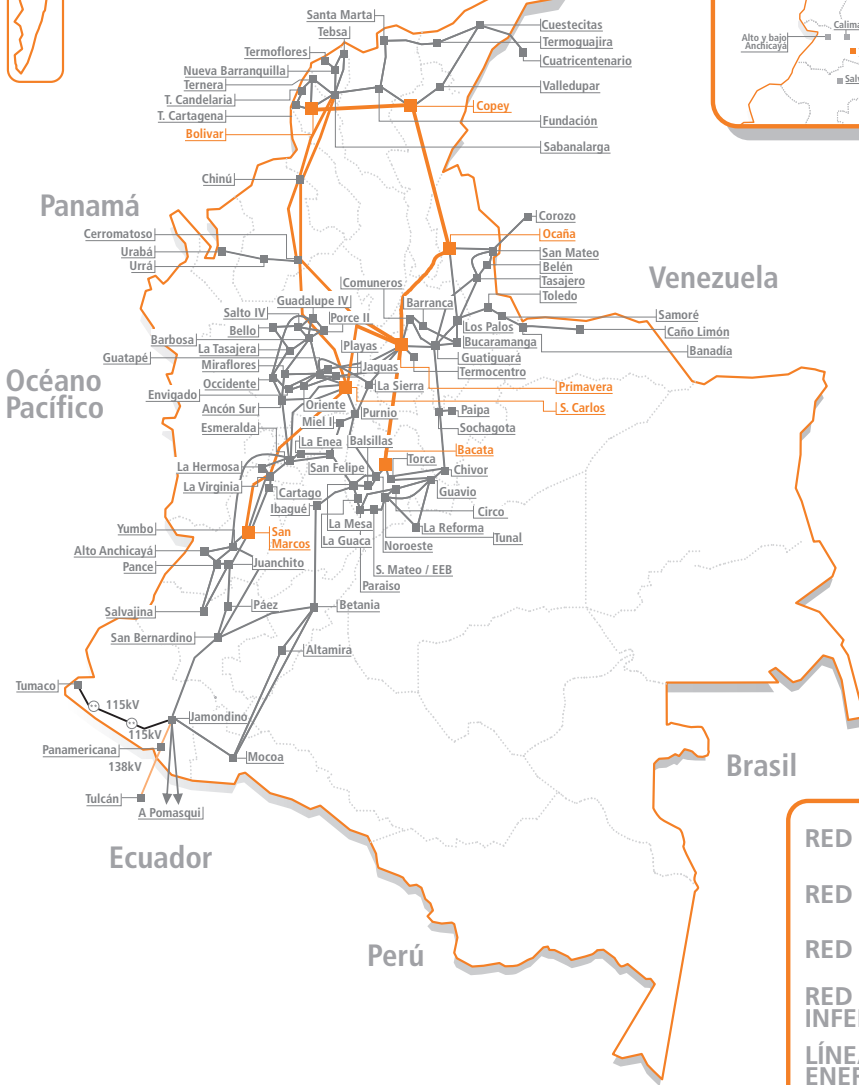 Santa Marta
Tebsa
Termoflores
Nueva Barranquilla
Ternera
T. Candelaria
T. Cartagena
Bolivar
Cuestecitas
Termoguajira
Cuatricentenario
Valledupar
Copey
Fundación
Sabanalarga
Alto y bajo
Anchicayá
Chinú
Panamá
Cerromatoso
Urabá
Urrá
Corozo
Ocaña
San Mateo
Belén
Tasajero
Toledo
Venezuela
Comuneros
Guadalupe IV
Salto IV
Porce II
Barranca
Bello
Barbosa
La Tasajera
Guatapé
Playas
Los Palos
Bucaramanga
Guatiguará
Termocentro
Samoré
Caño Limón
Banadía
Océano
Pacífico
Miraflores
Occidente
Envigado
Ancón Sur
Jaguas
La Sierra
Oriente
Purnio
Miel I
Primavera
S. Carlos
Paipa
Sochagota
Esmeralda
La Enea
Balsillas
Bacata
Torca
La Hermosa
San Felipe
Chivor
La Virginia
Cartago
Guavio
Ibagué
La Mesa
Circo
La Reforma
La Guaca
Tunal
Noroeste
Yumbo
San
Marcos
Alto Anchicayá
Pance
Juanchito
S. Mateo / EEB
Paraiso
Salvajina
Páez
Betania
San Bernardino
Altamira
Tumaco
115kV
115kV
Jamondino
Panamericana
138kV
Mocoa
Tulcán
A Pomasqui
Ecuador
Perú
Brasil
RED
RED
RED
RED